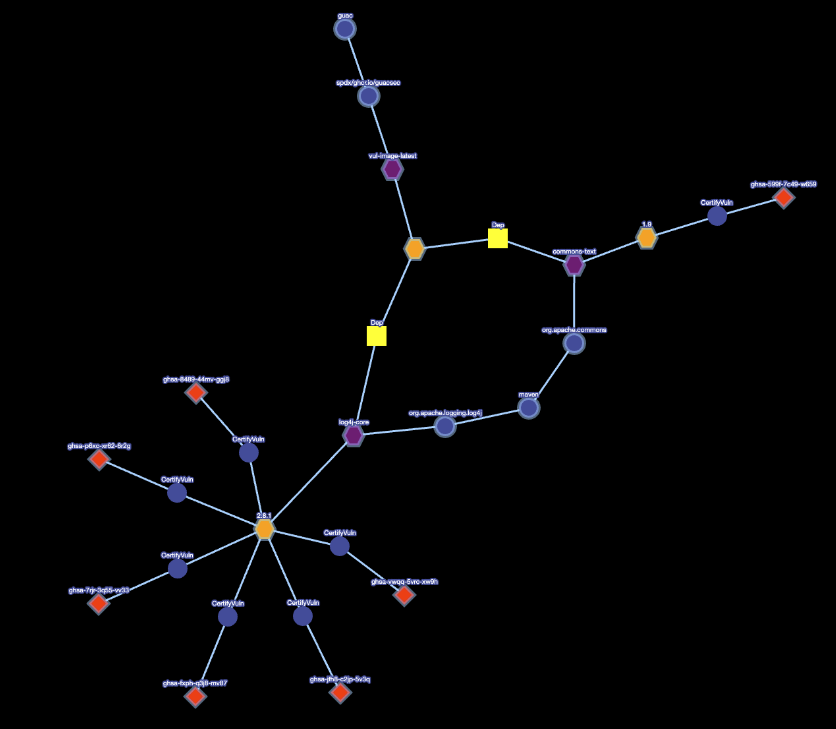 guac
spdx/ghcr.io/guacsec
vul-image-latest
ghsa-599f-7c49-w659
CertifyVuln
1.9
Dep
commons-text
Dep
org.apache.commons
ghsa-8489-44mv-ggj8
maven
org.apache.logging.log4j
log4j-core
CertifyVuln
ghsa-p6xc-xr62-6r2g
CertifyVuln
2.8.1
CertifyVuln
CertifyVuln
ghsa-vwqq-5vrc-xw9h
ghsa-7rjr-3q55-vv33
CertifyVuln
CertifyVuln
ghsa-fxph-q3j8-mv87
ghsa-jfh8-c2jp-5v3q